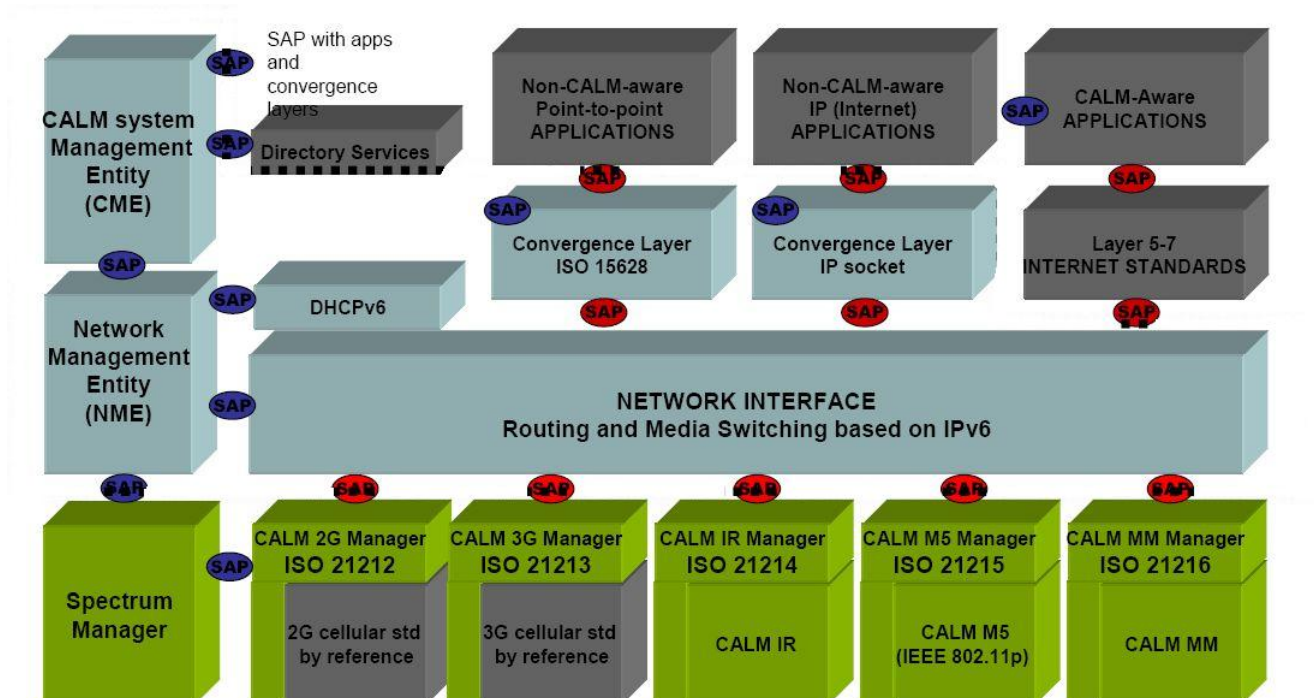 SAP
SAP with apps
and
convergence
layers
CALM system
Management
Entity
(CME)
SAP
Directory Services
Non-CALM-aware
Point-to-point
APPLICATIONS
Non-CALM-aware
IP (Internet)
APPLICATIONS
SAP
CALM-Aware
APPLICATIONS
SAP
SAP
SAP
SAP
Convergence Layer
ISO 15628
SAP
Convergence Layer
IP socket
Layer 5-7
INTERNET STANDARDS
SAP
SAP
DHCPv6
SAP
SAP
SAP
Network
Management
Entity
(NME)
SAP
NETWORK INTERFACE
Routing and Media Switching based on IPv6
SAP
SAP
SAP
SAP
SAP
SAP
Spectrum
Manager
SAP
CALM 2G Manager
ISO 21212
2G cellular std
by reference
CALM 3G Manager
ISO 21213
3G cellular std
by reference
CALM IR Manager
ISO 21214
CALM IR
CALM M5 Manager
ISO 21215
CALM M5
(IEEE 802.11p)
CALM MM Manager
ISO 21216
CALM MM